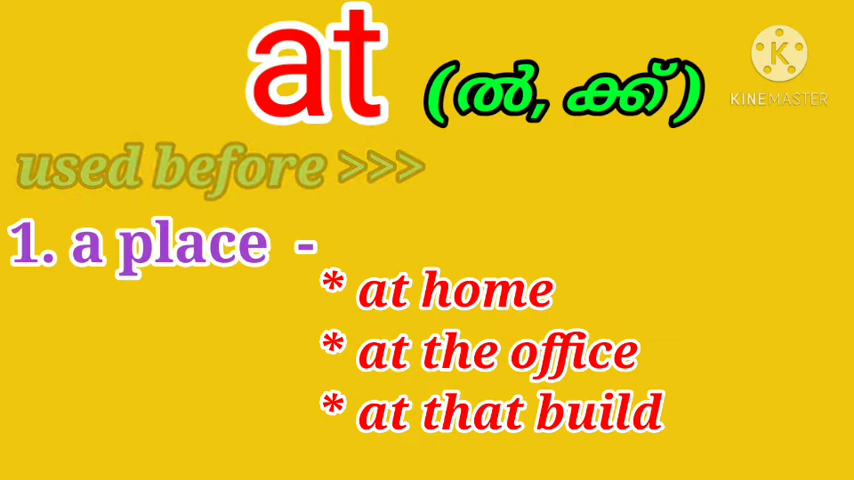 at (ൽ, ക്ക്)
KINEMASTER
used before >>>
1. a place -
* at home
* at the office
* at that build